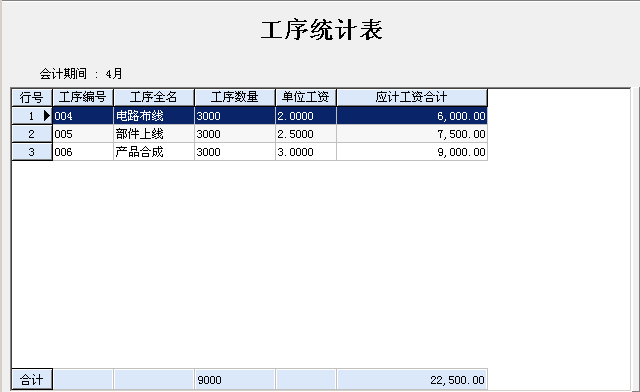 工序统计表
会计期间 : 4月
行号 工序编号 工序全名 工序数量 单位工资 应计工资合计
1 004 电路布线 3000 2.0000 6,000.00
2 005 部件上线 3000 2.5000 7,500.00
3 006 产品合成 3000 3.0000 9,000.00
合计 9000 22,500.00